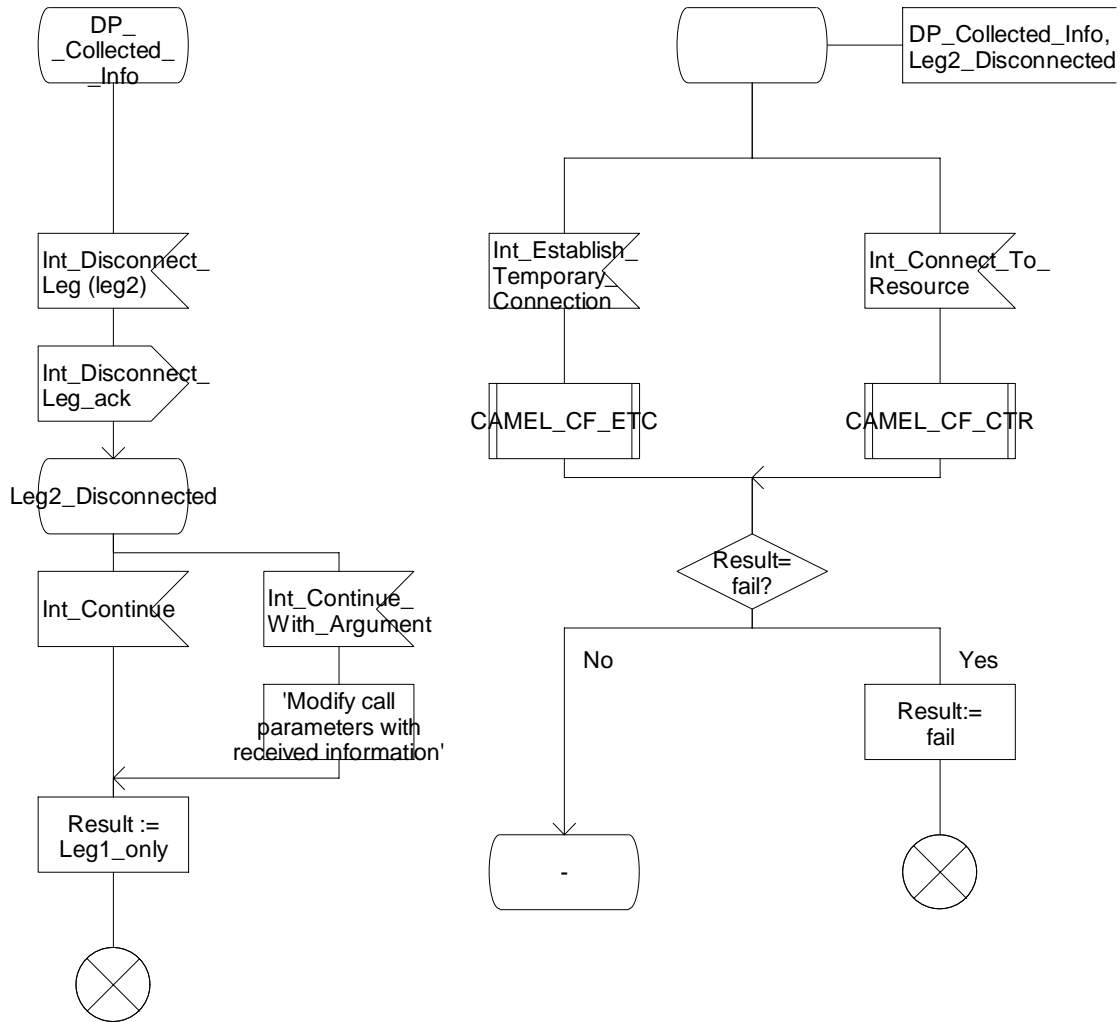 DP_
_Collected_
_Info
Int_Disconnect_
Leg (leg2)
Int_Disconnect_
Leg_ack
Leg2_Disconnected
Int_Continue
Int_Continue_
With_Argument
'Modify call
parameters with
received information'
Result :=
Leg1_only
DP_Collected_Info,
Leg2_Disconnected
Int_Establish_
Temporary_
Connection
Int_Connect_To_
Resource
CAMEL_CF_ETC
CAMEL_CF_CTR
Result=
fail?
No
Yes
Result:=
fail
-